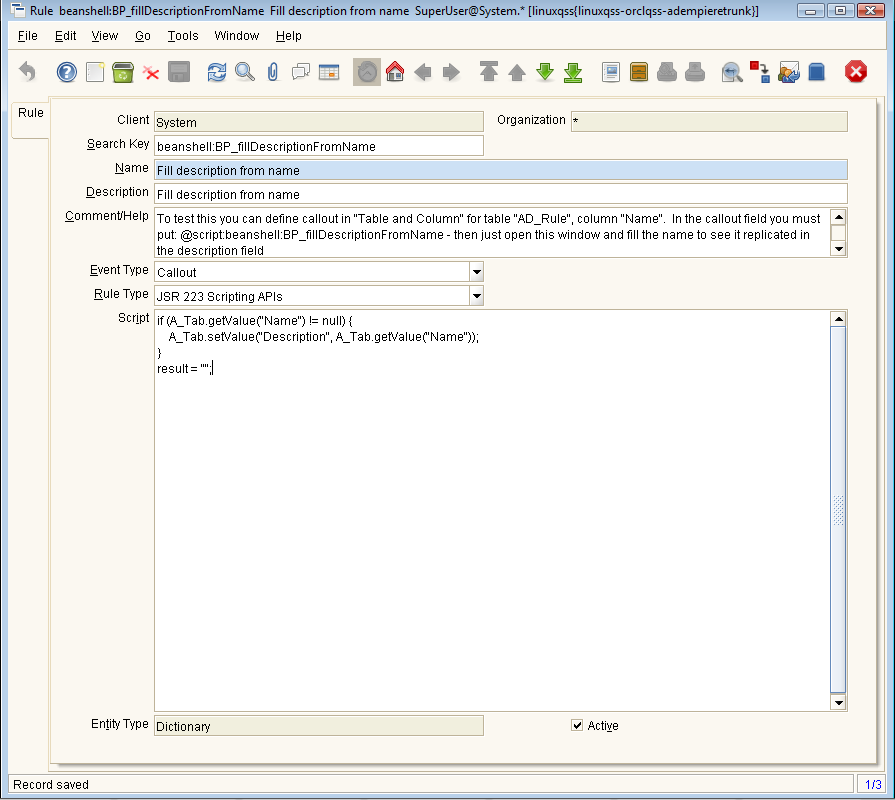 Rule beanshell:BP_fillDescriptionFromName Fill description from name SuperUser@System.* [linuxqss{linuxqss-orclqss-adempieretrunk}]
File Edit View Go Tools Window Help
Rule
Client System Organization *
Search Key beanshell:BP_fillDescriptionFromName
Name Fill description from name
Description Fill description from name
Comment/Help To test this you can define callout in "Table and Column" for table "AD_Rule", column "Name". In the callout field you must
put: @script:beanshell:BP_fillDescriptionFromName - then just open this window and fill the name to see it replicated in
the description field
Event Type Callout
Rule Type JSR 223 Scripting APIs
Script if (A_Tab.getValue("Name") != null) {
A_Tab.setValue("Description", A_Tab.getValue("Name"));
}
result = "";
Entity Type Dictionary Active
Record saved 1/3